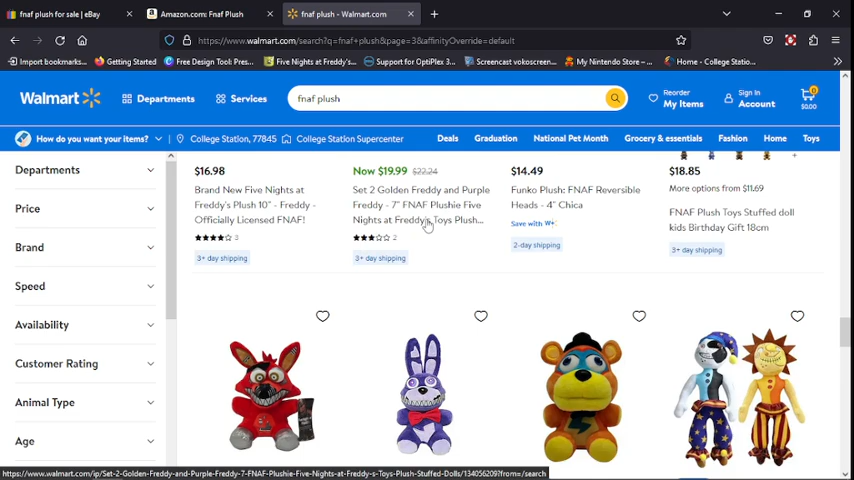 fnaf plush for sale | eBay
Amazon.com: Fnaf Plush
fnaf plush - Walmart.com
https://www.walmart.com/search?q=fnaf+plush&page=3&affinityOverride=default
Import bookmarks...
Getting Started
Free Design Tool: Pres...
Five Nights at Freddy'...
Support for OptiPlex 3...
Screencast vokoscreen...
My Nintendo Store – ...
Home - College Station...
Walmart
Departments
Services
fnaf plush
Reorder
My Items
Sign In
Account
0
$0.00
How do you want your items?
College Station, 77845
College Station Supercenter
Deals
Graduation
National Pet Month
Grocery & essentials
Fashion
Home
Toys
Departments
Price
Brand
Speed
Availability
Customer Rating
Animal Type
Age
$16.98
Brand New Five Nights at
Freddy's Plush 10" - Freddy -
Officially Licensed FNAF!
3
3+ day shipping
Now $19.99 $22.24
Set 2 Golden Freddy and Purple
Freddy - 7" FNAF Plushie Five
Nights at Freddy's Toys Plush...
2
3+ day shipping
$14.49
Funko Plush: FNAF Reversible
Heads - 4" Chica
Save with W+
2-day shipping
+
$18.85
More options from $11.69
FNAF Plush Toys Stuffed doll
kids Birthday Gift 18cm
3+ day shipping
https://www.walmart.com/ip/Set-2-Golden-Freddy-and-Purple-Freddy-7-FNAF-Plushie-Five-Nights-at-Freddy-s-Toys-Plush-Stuffed-Dolls/134056209?from=/search